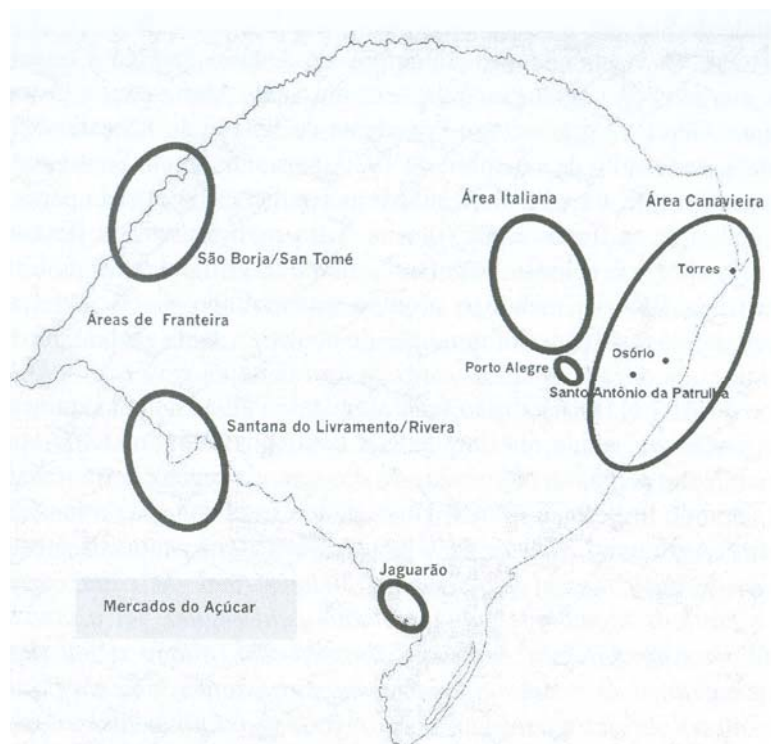 Área Italiana
Área Canavieira
São Borja/San Tomé
Torres
Áreas de Franteira
Osório
Porto Alegre
Santo Antônio da Patrulha
Santana do Livramento/Rivera
Jaguarão
Mercados do Açúcar